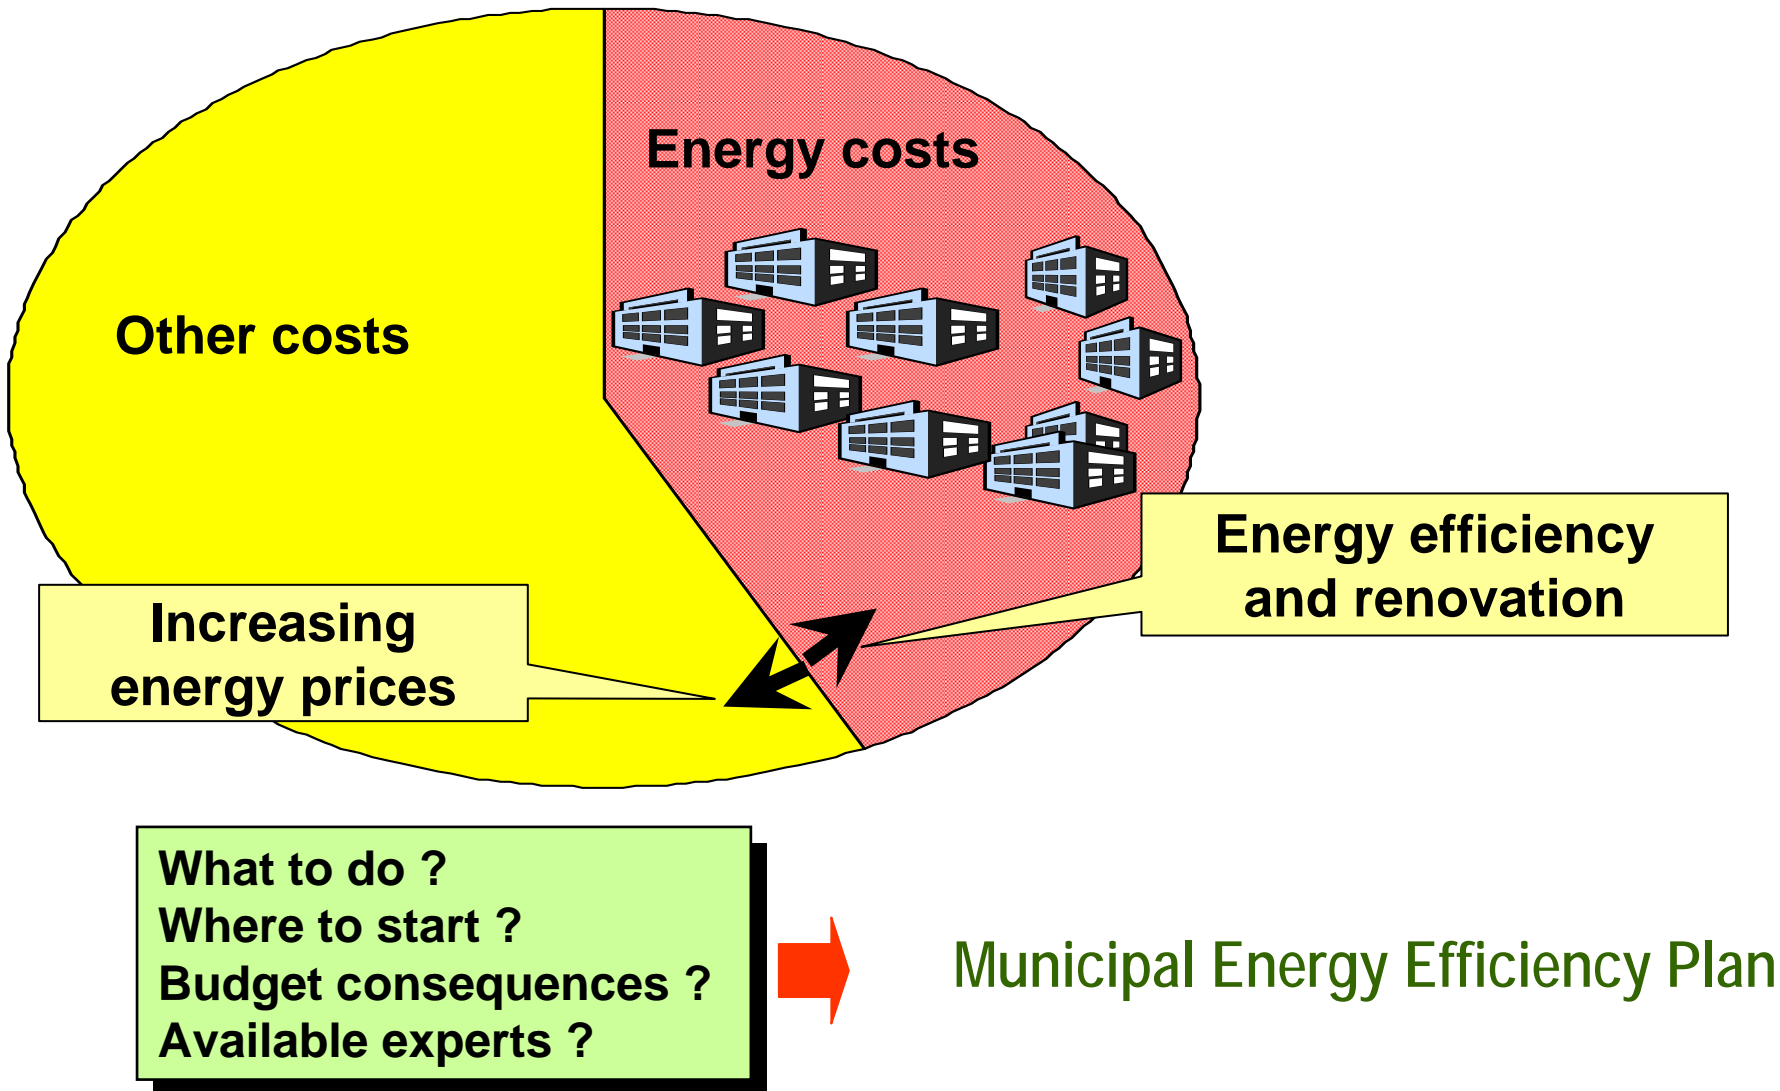 Energy costs
Other costs
Energy efficiency
and renovation
Increasing
energy prices
What to do ?
Where to start ?
Budget consequences ?
Available experts ?
Municipal Energy Efficiency Plan